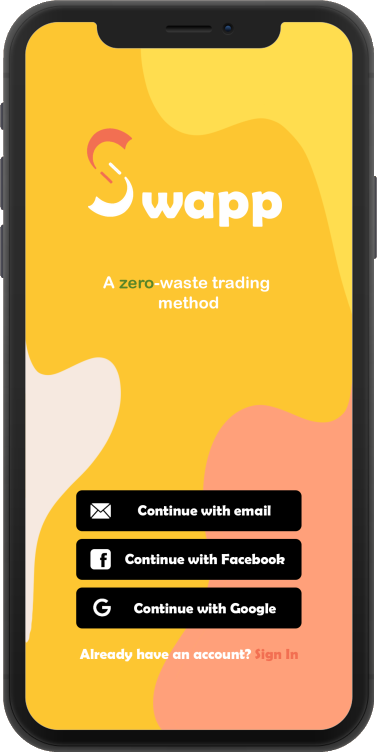 Swapp
A zero-waste trading
method
Continue with email
Continue with Facebook
Continue with Google
Already have an account? Sign In